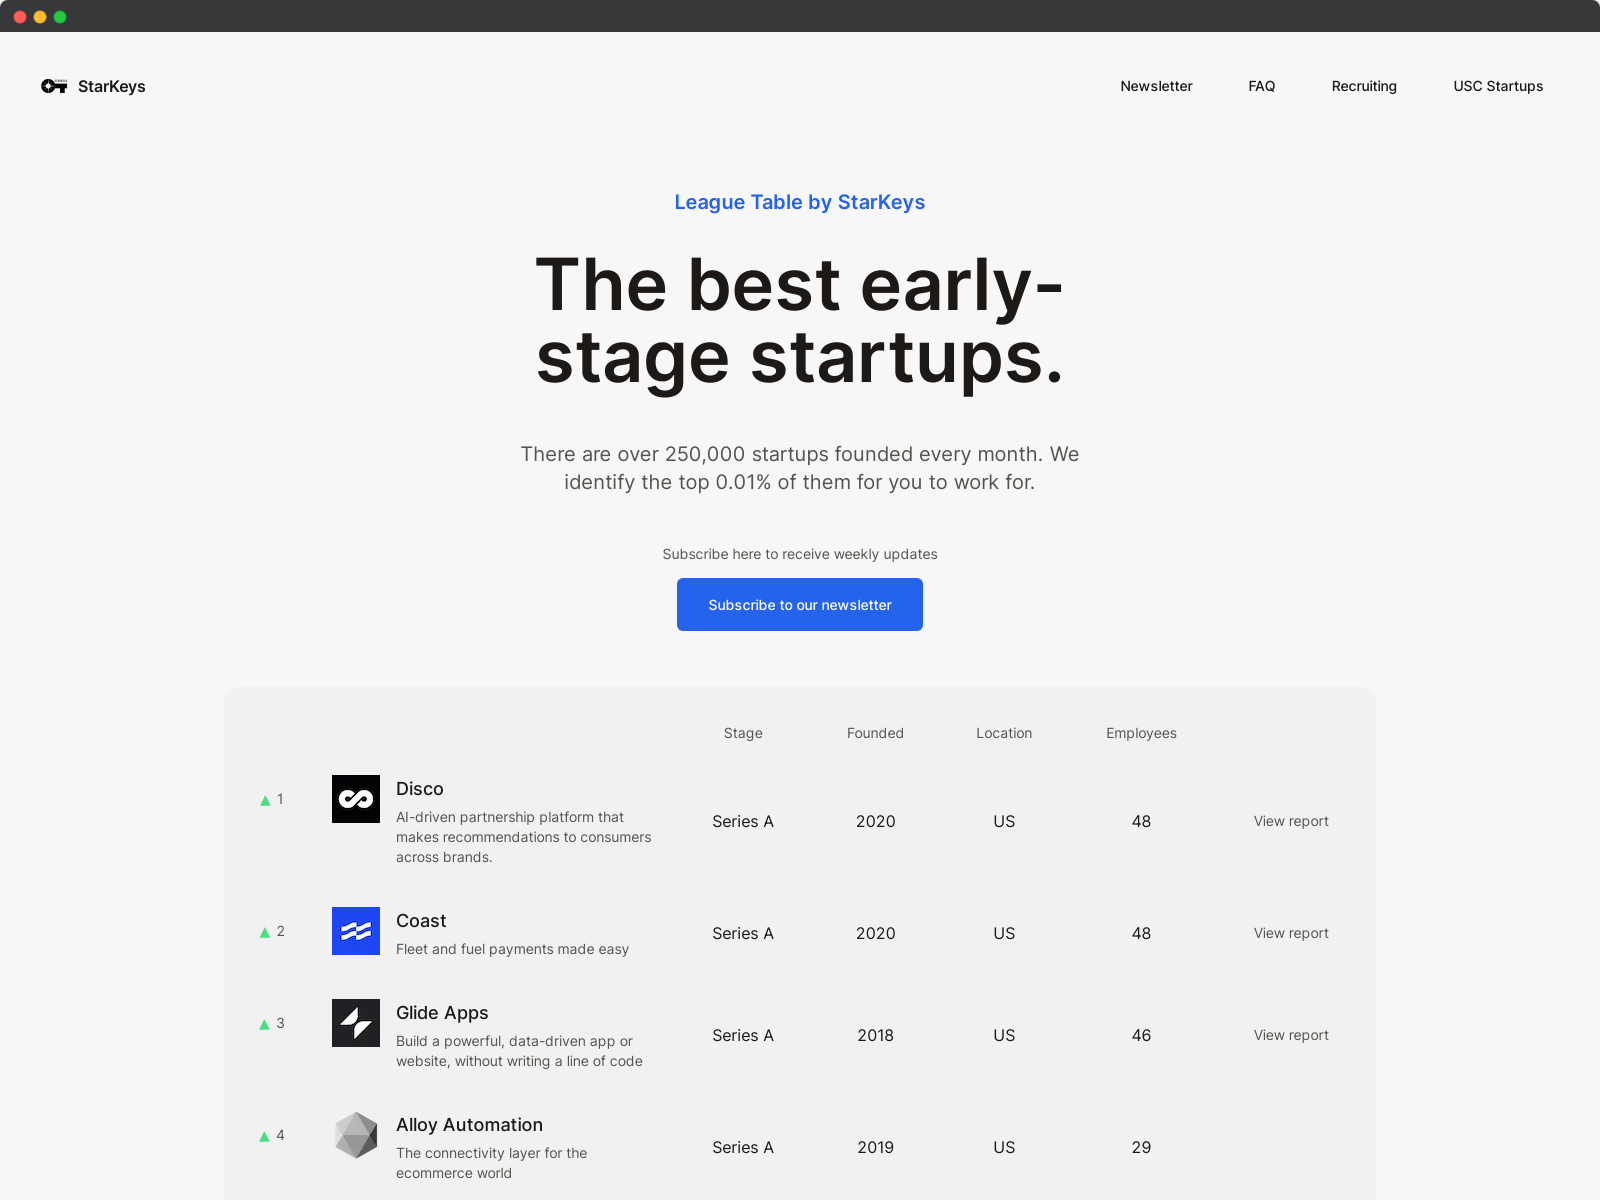 StarKeys
Newsletter FAQ Recruiting USC Startups
League Table by StarKeys
The best early-
stage startups.
There are over 250,000 startups founded every month. We
identify the top 0.01% of them for you to work for.
Subscribe here to receive weekly updates
Subscribe to our newsletter
Stage Founded Location Employees
1
Disco
AI-driven partnership platform that
makes recommendations to consumers
across brands.
Series A 2020 US 48 View report
2
Coast
Fleet and fuel payments made easy
Series A 2020 US 48 View report
3
Glide Apps
Build a powerful, data-driven app or
website, without writing a line of code
Series A 2018 US 46 View report
4
Alloy Automation
The connectivity layer for the
ecommerce world
Series A 2019 US 29